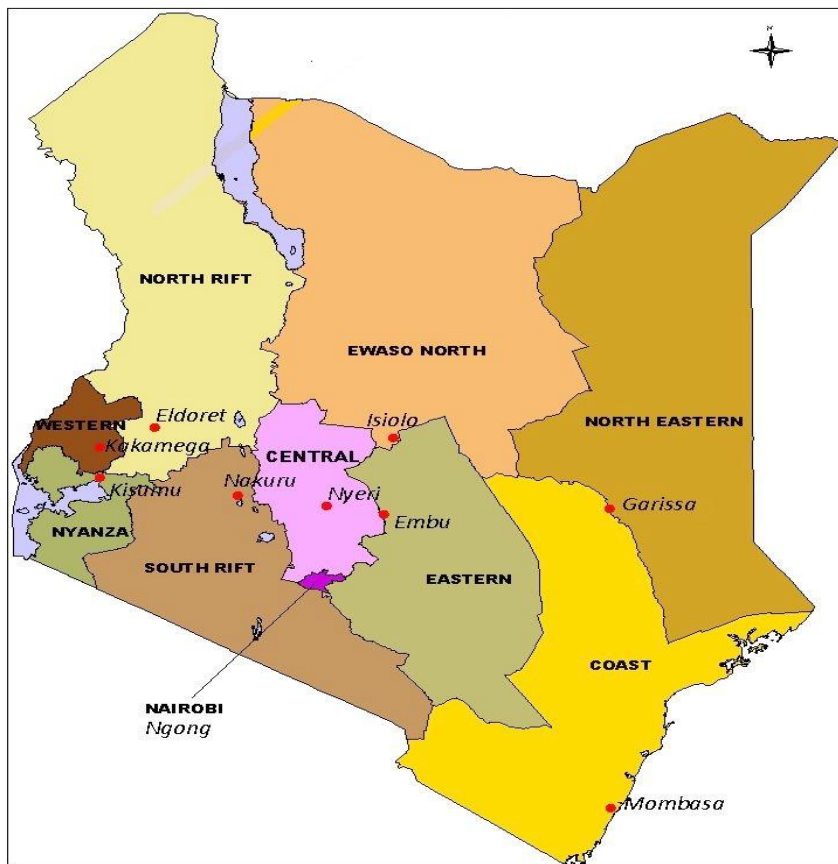 N
NORTH RIFT
EWASO NORTH
WESTERN
Eldoret
Isiolo
NORTH EASTERN
Kakamega
CENTRAL
Kisumu
Nakuru
Nyeri
Embu
Garissa
NYANZA
SOUTH RIFT
EASTERN
COAST
NAIROBI
Ngong
Mombasa